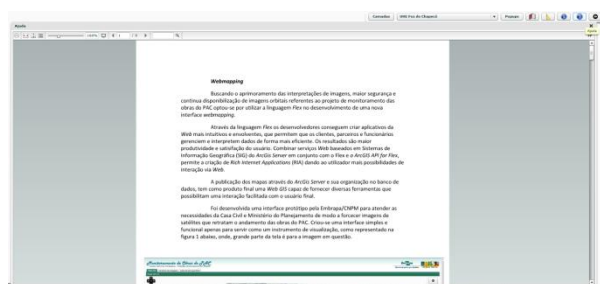 Camadas
UHE Foz do Chapecó
Pessoas
Ajuda
100%
1
Webmapping
Buscando o aprimoramento das interpretações de imagens, maior segurança e
continua disponibilização de imagens orbitais referentes ao projeto de monitoramento das
obras do PAC optou-se por utilizar a linguagem Flex no desenvolvimento de uma nova
interface webmapping.
Através da linguagem Flex os desenvolvedores conseguem criar aplicativos da
Web mais intuitivos e envolventes, que permitem que os clientes, parceiros e funcionários
gerenciem e interpretem dados de forma mais eficiente. Os resultados são maior
produtividade e satisfação do usuário. Combinar serviços Web baseados em Sistemas de
Informação Geográfica (SIG) do ArcGis Server em conjunto com o Flex e o ArcGIS API for Flex,
permite a criação de Rich Internet Applications (RIA) dando ao utilizador mais possibilidades de
interação via Web.
A publicação dos mapas através do ArcGis Server e sua organização no banco de
dados, tem como produto final uma Web GIS capaz de fornecer diversas ferramentas que
possibilitam uma interação facilitada com o usuário final.
Foi desenvolvida uma interface protótipo pela Embrapa/CNPM para atender as
necessidades da Casa Civil e Ministério do Planejamento de modo a fornecer imagens de
satélites que retratam o andamento das obras do PAC. Criou-se uma interface simples e
funcional apenas para servir como um instrumento de visualização, como representado na
figura 1 abaixo, onde, grande parte da tela é para a imagem em questão.
Monitoramento de Obras do PAC